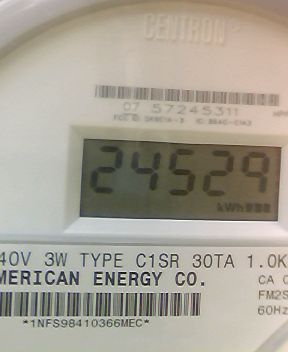 CENTRON®
07 57245311
24529
kWh
40V 3W TYPE C1SR 30TA 1.0K
MERICAN ENERGY CO.
CA
FM2S
60Hz
*1NFS98410366MEC*